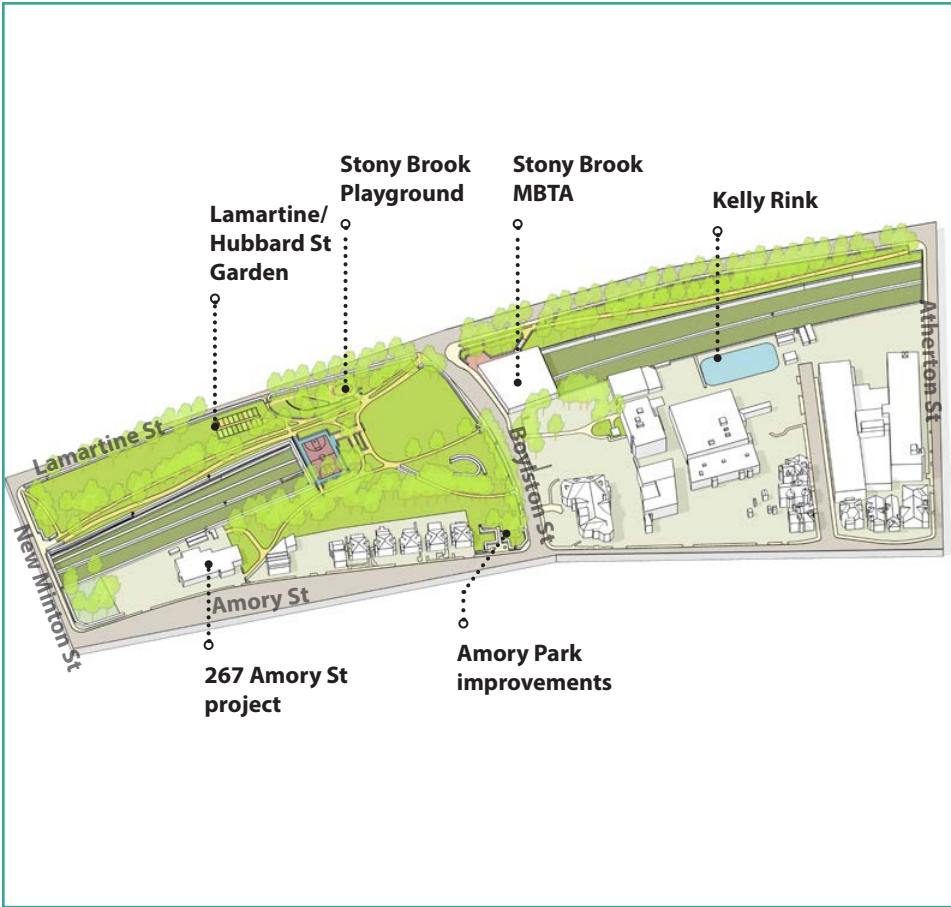 Stony Brook
Playground
Stony Brook
MBTA
Kelly Rink
Lamartine/
Hubbard St
Garden
Atherton St
Lamartine St
Boylston St
New Minton St
Amory St
267 Amory St
project
Amory Park
improvements